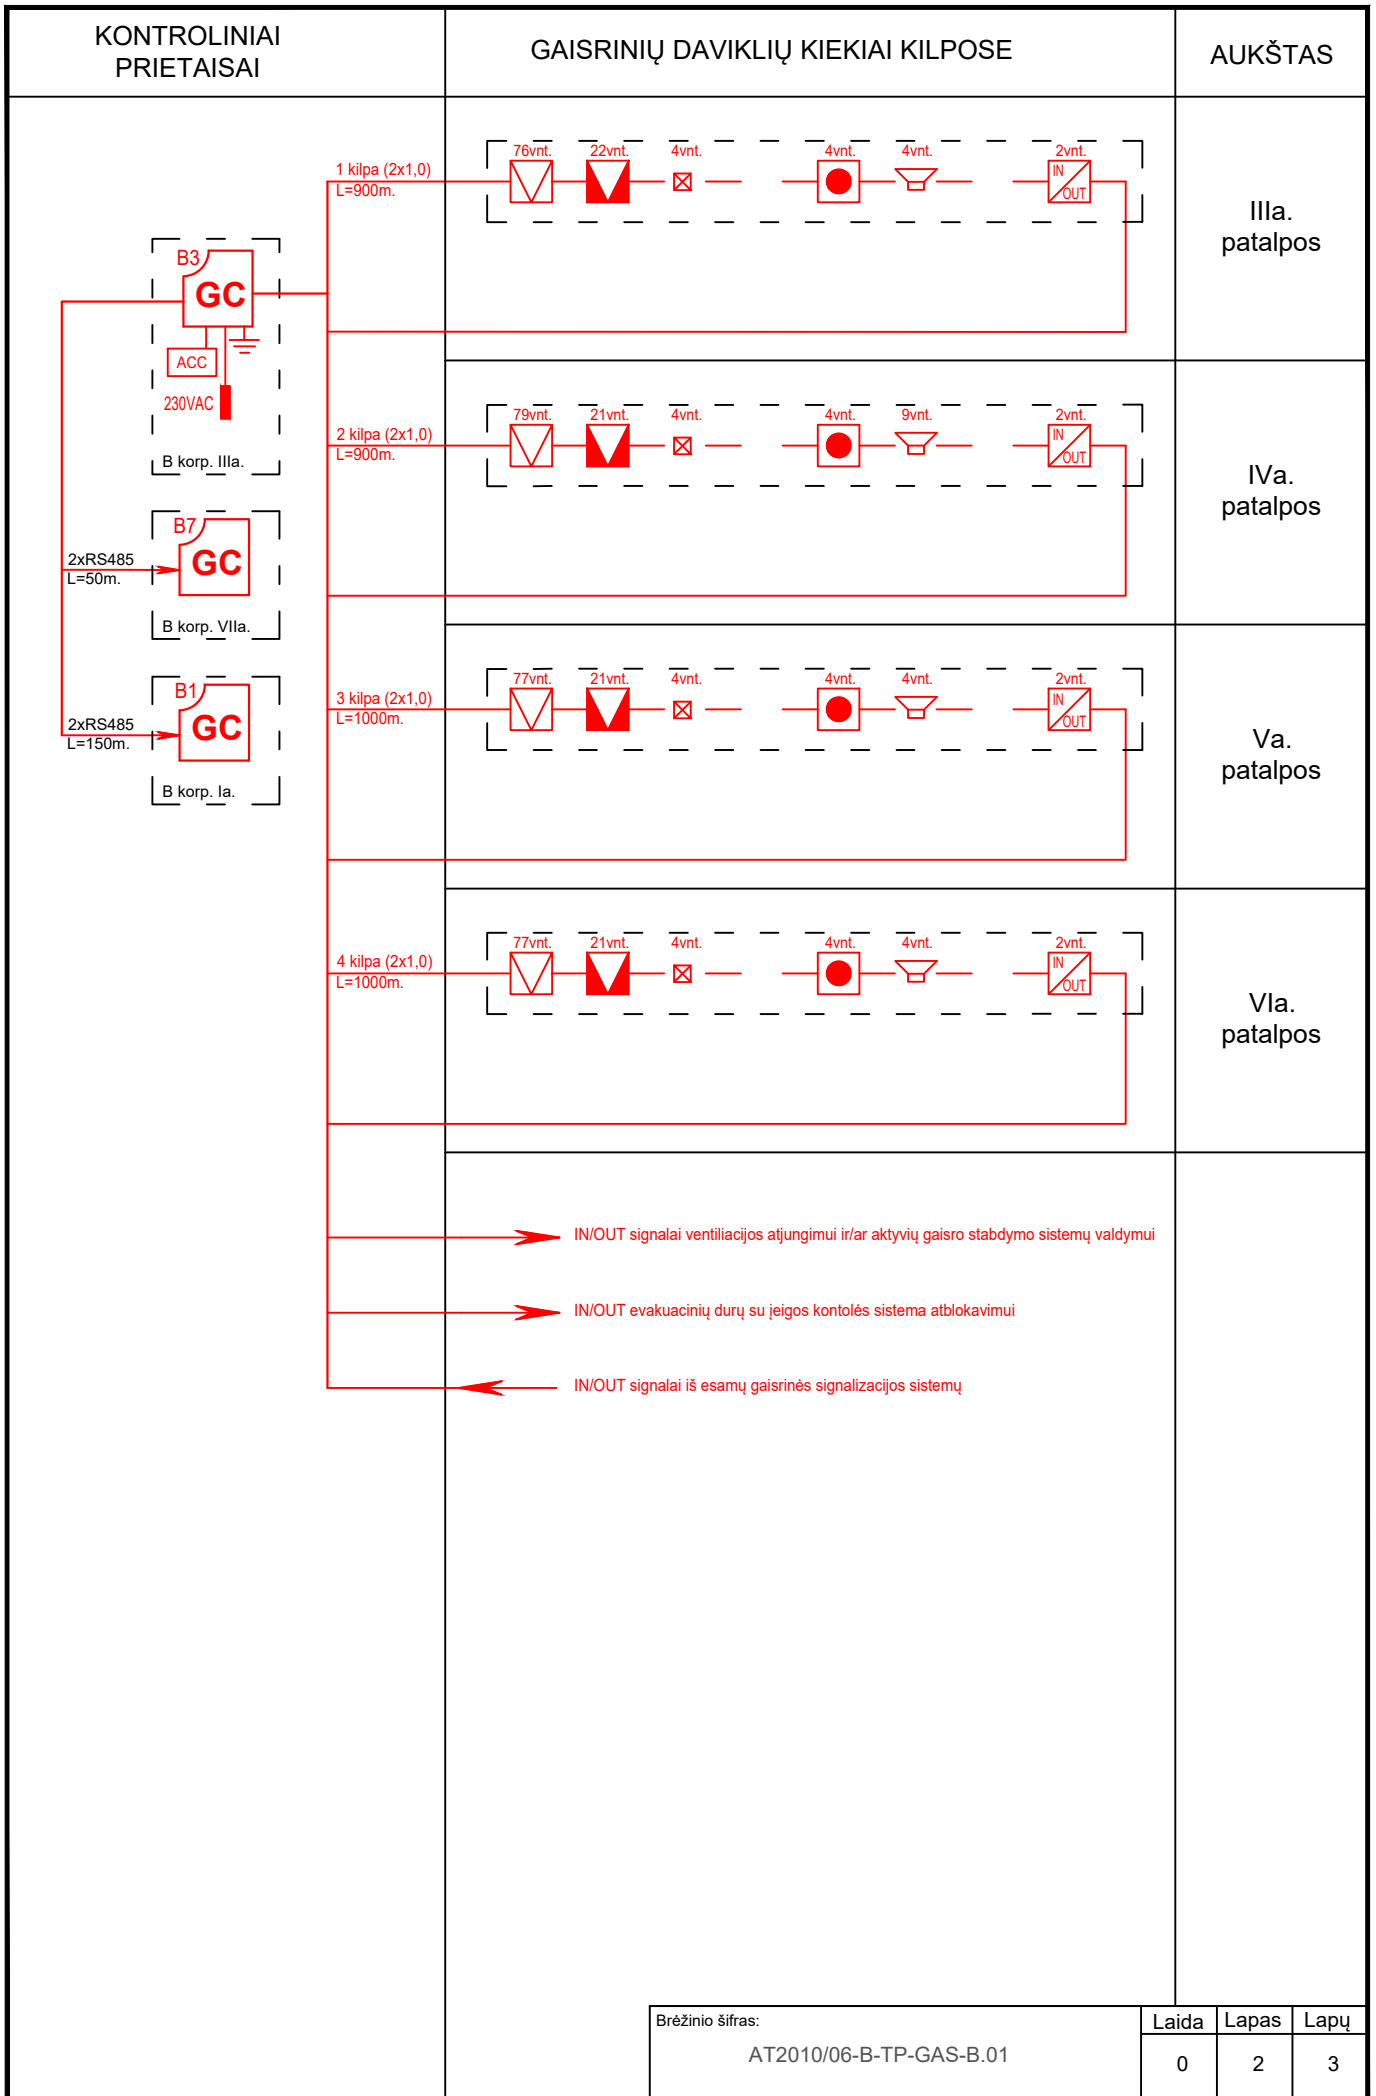 KONTROLINIAI
PRIETAISAI
GAISRINIŲ DAVIKLIŲ KIEKIAI KILPOSE
AUKŠTAS
1 kilpa (2x1,0)
L=900m.
76vnt.
22vnt.
4vnt.
4vnt.
4vnt.
2vnt.
IN
OUT
IIIa.
patalpos
B3
GC
ACC
230VAC
B korp. IIIa.
2 kilpa (2x1,0)
L=900m.
79vnt.
21vnt.
4vnt.
4vnt.
9vnt.
2vnt.
IN
OUT
IVa.
patalpos
B7
GC
2xRS485
L=50m.
B korp. VIIa.
3 kilpa (2x1,0)
L=1000m.
77vnt.
21vnt.
4vnt.
4vnt.
4vnt.
2vnt.
IN
OUT
Va.
patalpos
B1
GC
2xRS485
L=150m.
B korp. Ia.
4 kilpa (2x1,0)
L=1000m.
77vnt.
21vnt.
4vnt.
4vnt.
4vnt.
2vnt.
IN
OUT
VIa.
patalpos
IN/OUT signalai ventiliacijos atjungimui ir/ar aktyvių gaisro stabdymo sistemų valdymui
IN/OUT evakuacinių durų su įeigos kontolės sistema atblokavimui
IN/OUT signalai iš esamų gaisrinės signalizacijos sistemų
Brėžinio šifras:
AT2010/06-B-TP-GAS-B.01
Laida
Lapas
Lapų
0
2
3